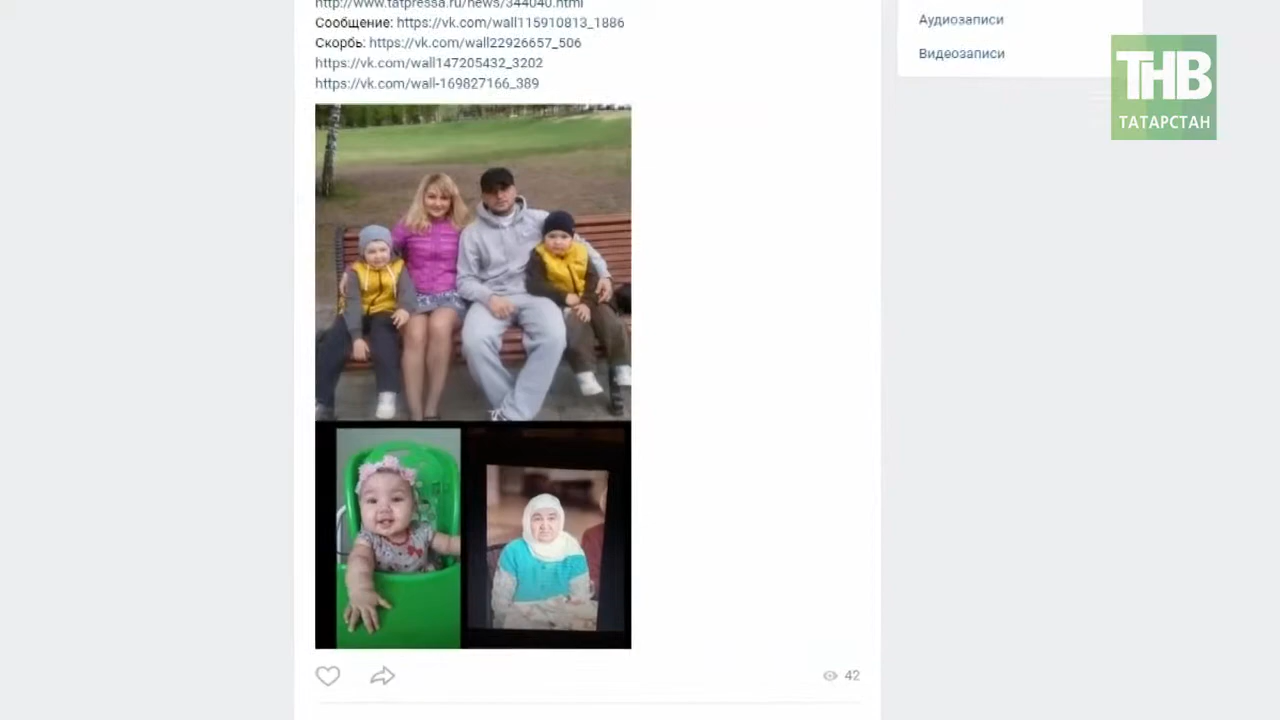 http://www.tatpressa.ru/news/344040.html
Сообщение: https://vk.com/wall115910813_1886
Скорбь: https://vk.com/wall22926657_506
https://vk.com/wall147205432_3202
https://vk.com/wall-169827166_389
Аудиозаписи
Видеозаписи
ТНВ
ТАТАРСТАН
42